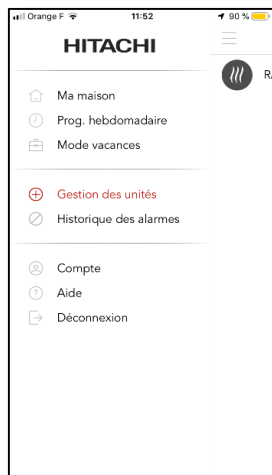 Orange F 11:52 90 %
HITACHI
Ma maison
Prog. hebdomadaire
Mode vacances
Gestion des unités
Historique des alarmes
Compte
Aide
Déconnexion